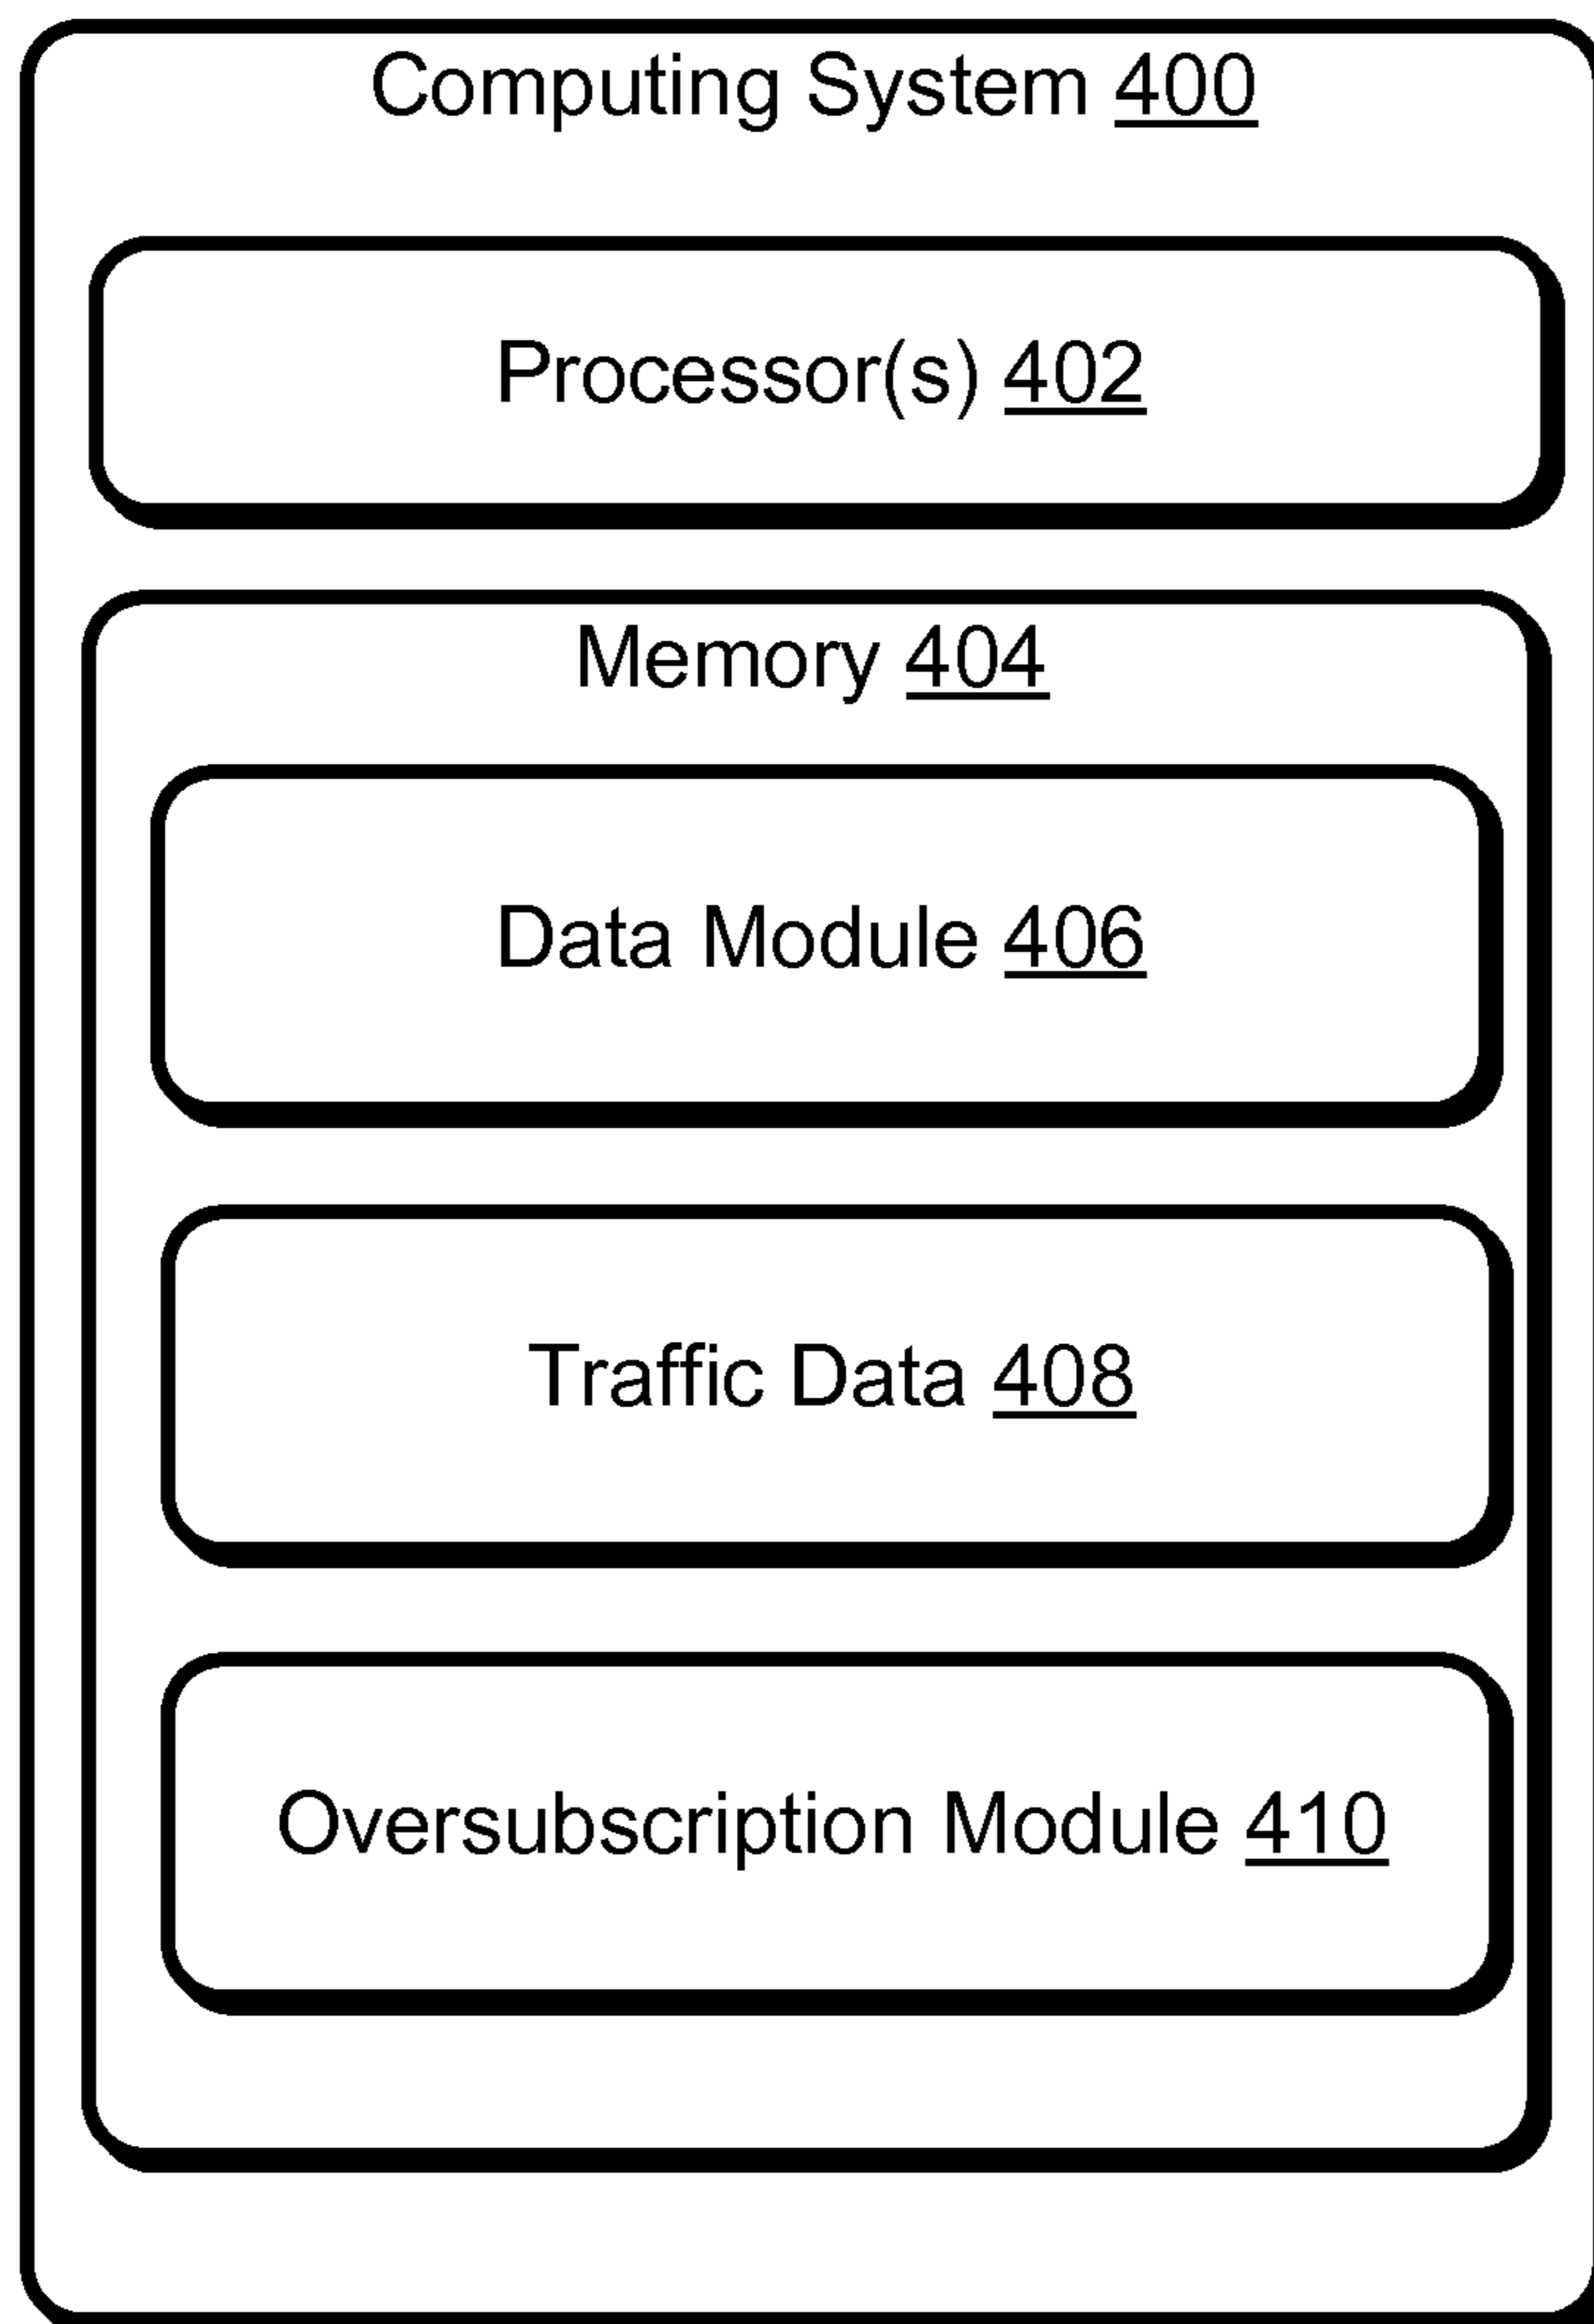 Computing System 400
Processor(s) 402
Memory 404
Data Module 406
Traffic Data 408
Oversubscription Module 410